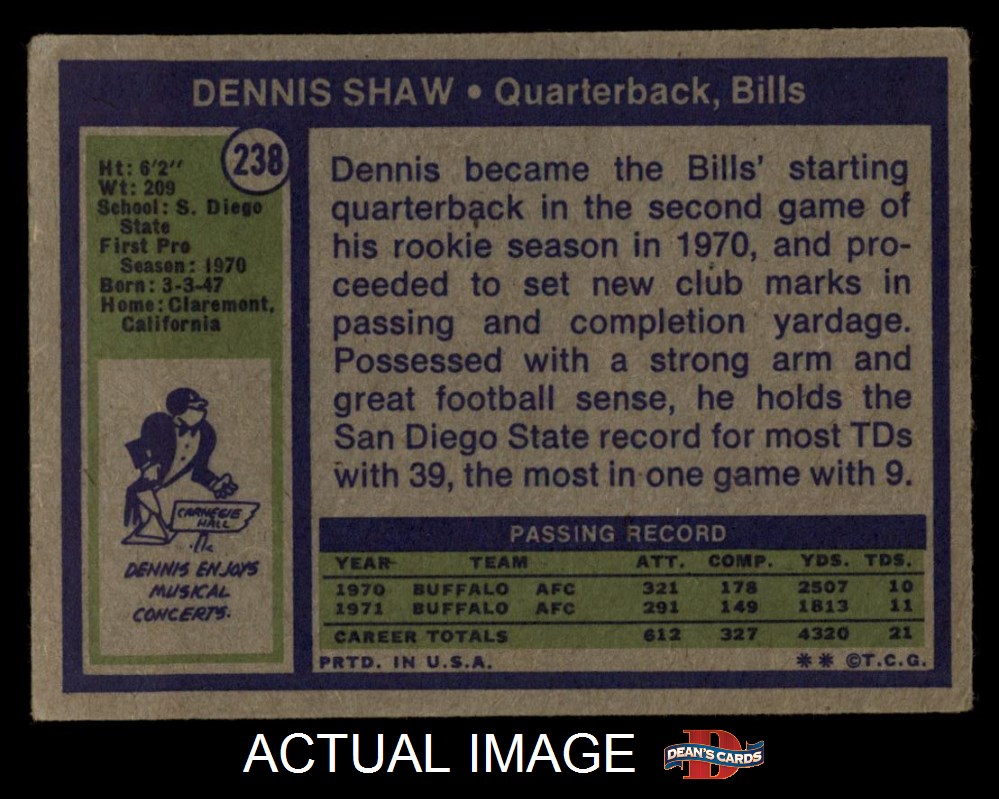 DENNIS SHAW • Quarterback, Bills
238
Ht: 6'2"
Wt: 209
School: S. Diego
State
First Pro
Season: 1970
Born: 3-3-47
Home: Claremont,
California
CARNEGIE
HALL
DENNIS ENJOYS
MUSICAL
CONCERTS.
Dennis became the Bills' starting
quarterback in the second game of
his rookie season in 1970, and pro-
ceeded to set new club marks in
passing and completion yardage.
Possessed with a strong arm and
great football sense, he holds the
San Diego State record for most TDs
with 39, the most in one game with 9.
PASSING RECORD
YEAR TEAM ATT. COMP. YDS. TDS.
1970 BUFFALO AFC 321 178 2507 10
1971 BUFFALO AFC 291 149 1813 11
CAREER TOTALS 612 327 4320 21
PRTD. IN U.S.A. ** ©T.C.G.
ACTUAL IMAGE
D
DEAN'S CARDS